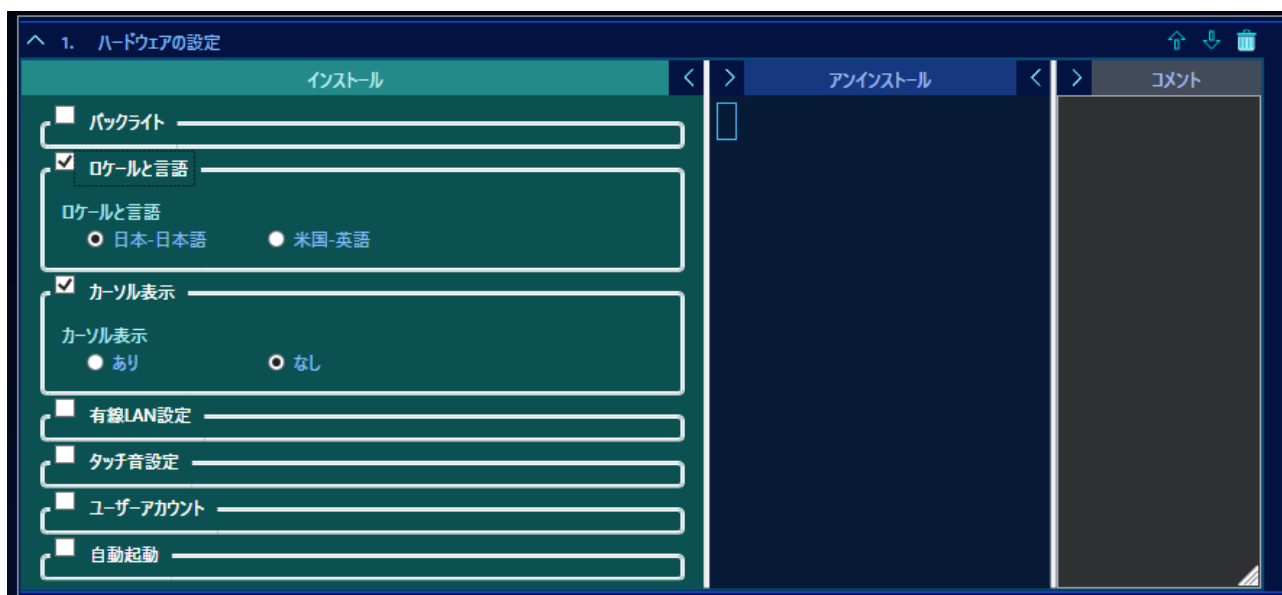 1. ハードウェアの設定
インストール
アンインストール
コメント
バックライト
ロケールと言語
ロケールと言語
日本-日本語 米国-英語
カーソル表示
カーソル表示
あり なし
有線LAN設定
タッチ音設定
ユーザーアカウント
自動起動